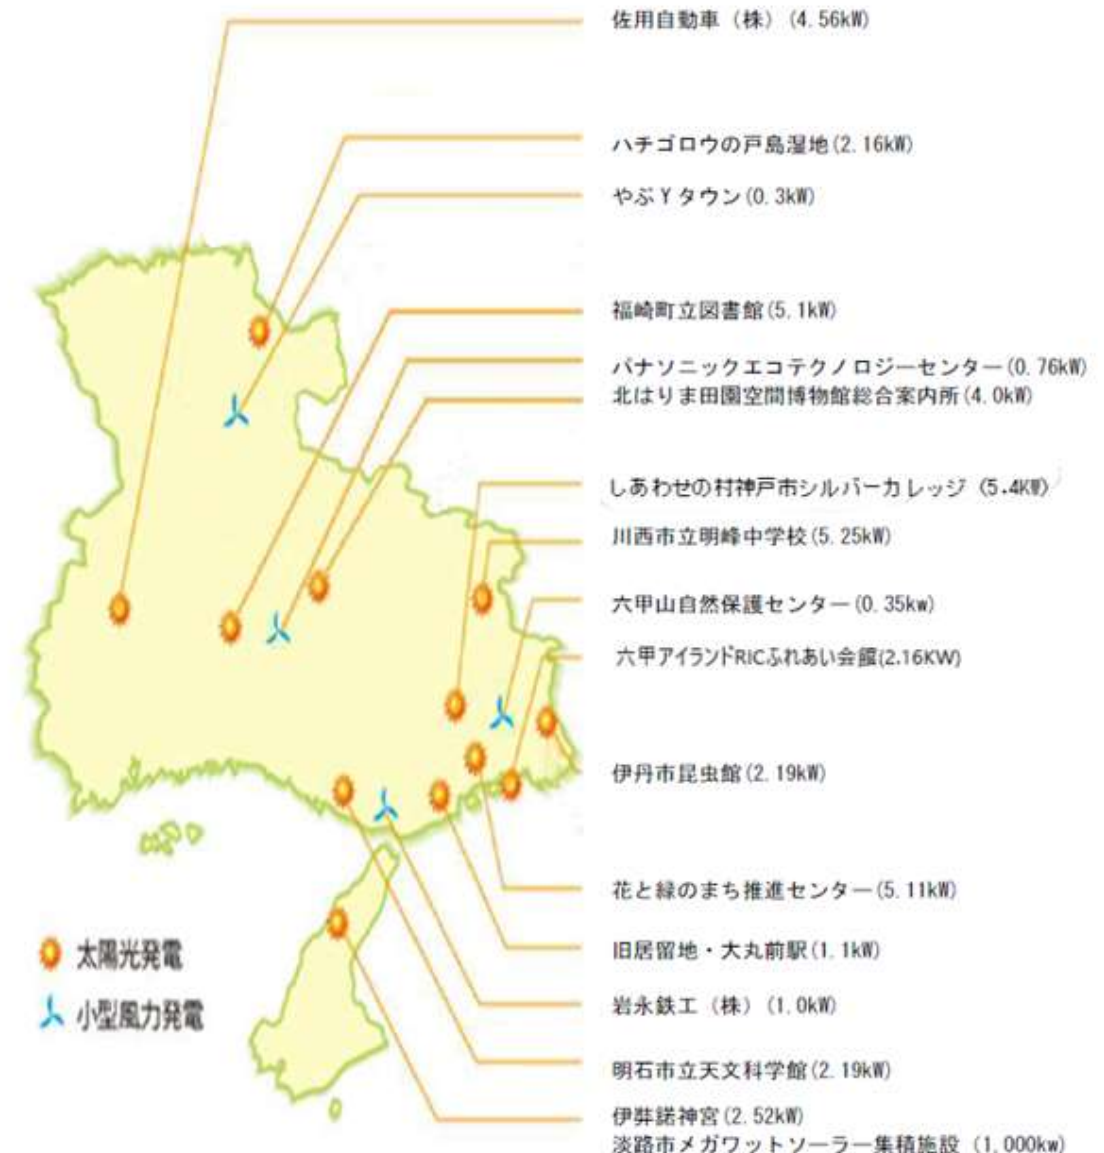 佐用自動車（株）(4.56kW)
ハチゴロウの戸島湿地(2.16kW)
やぶＹタウン(0.3kW)
福崎町立図書館(5.1kW)
パナソニックエコテクノロジーセンター(0.76kW)
北はりま田園空間博物館総合案内所(4.0kW)
しあわせの村神戸市シルバーカレッジ（5.4KW）
川西市立明峰中学校(5.25kW)
六甲山自然保護センター(0.35kw)
六甲アイランドRICふれあい会館(2.16KW)
伊丹市昆虫館(2.19kW)
花と緑のまち推進センター(5.11kW)
旧居留地・大丸前駅(1.1kW)
岩永鉄工（株）(1.0kW)
明石市立天文科学館(2.19kW)
伊弉諾神宮(2.52kW)
淡路市メガワットソーラー集積施設（1,000kw）
太陽光発電
小型風力発電